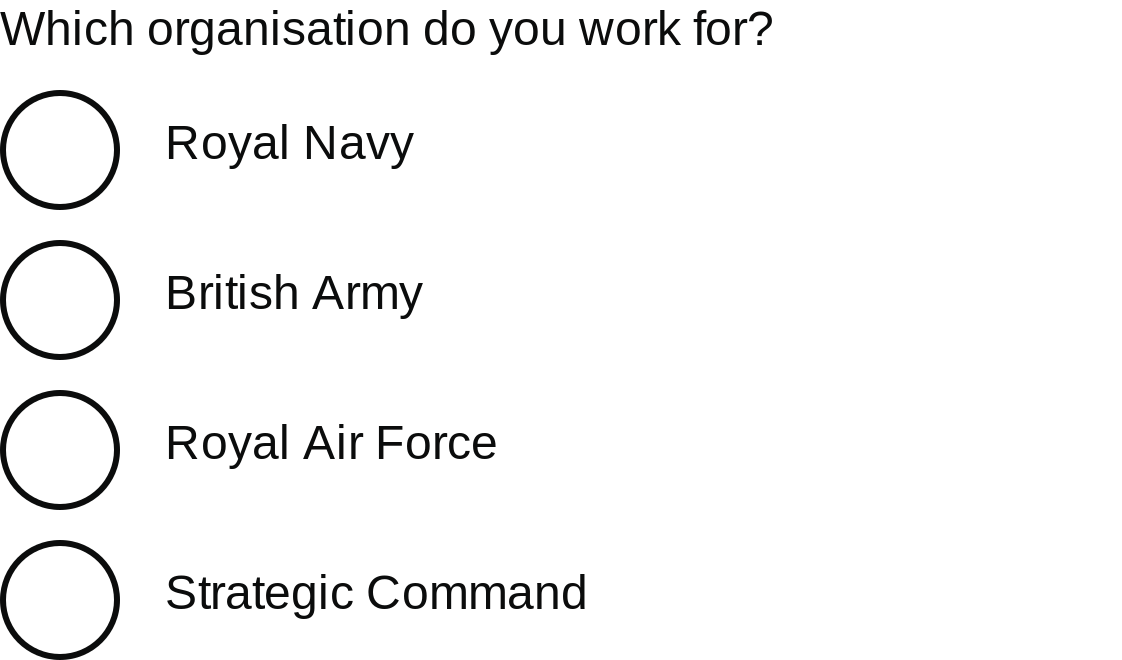 Which organisation do you work for?
Royal Navy
British Army
Royal Air Force
Strategic Command